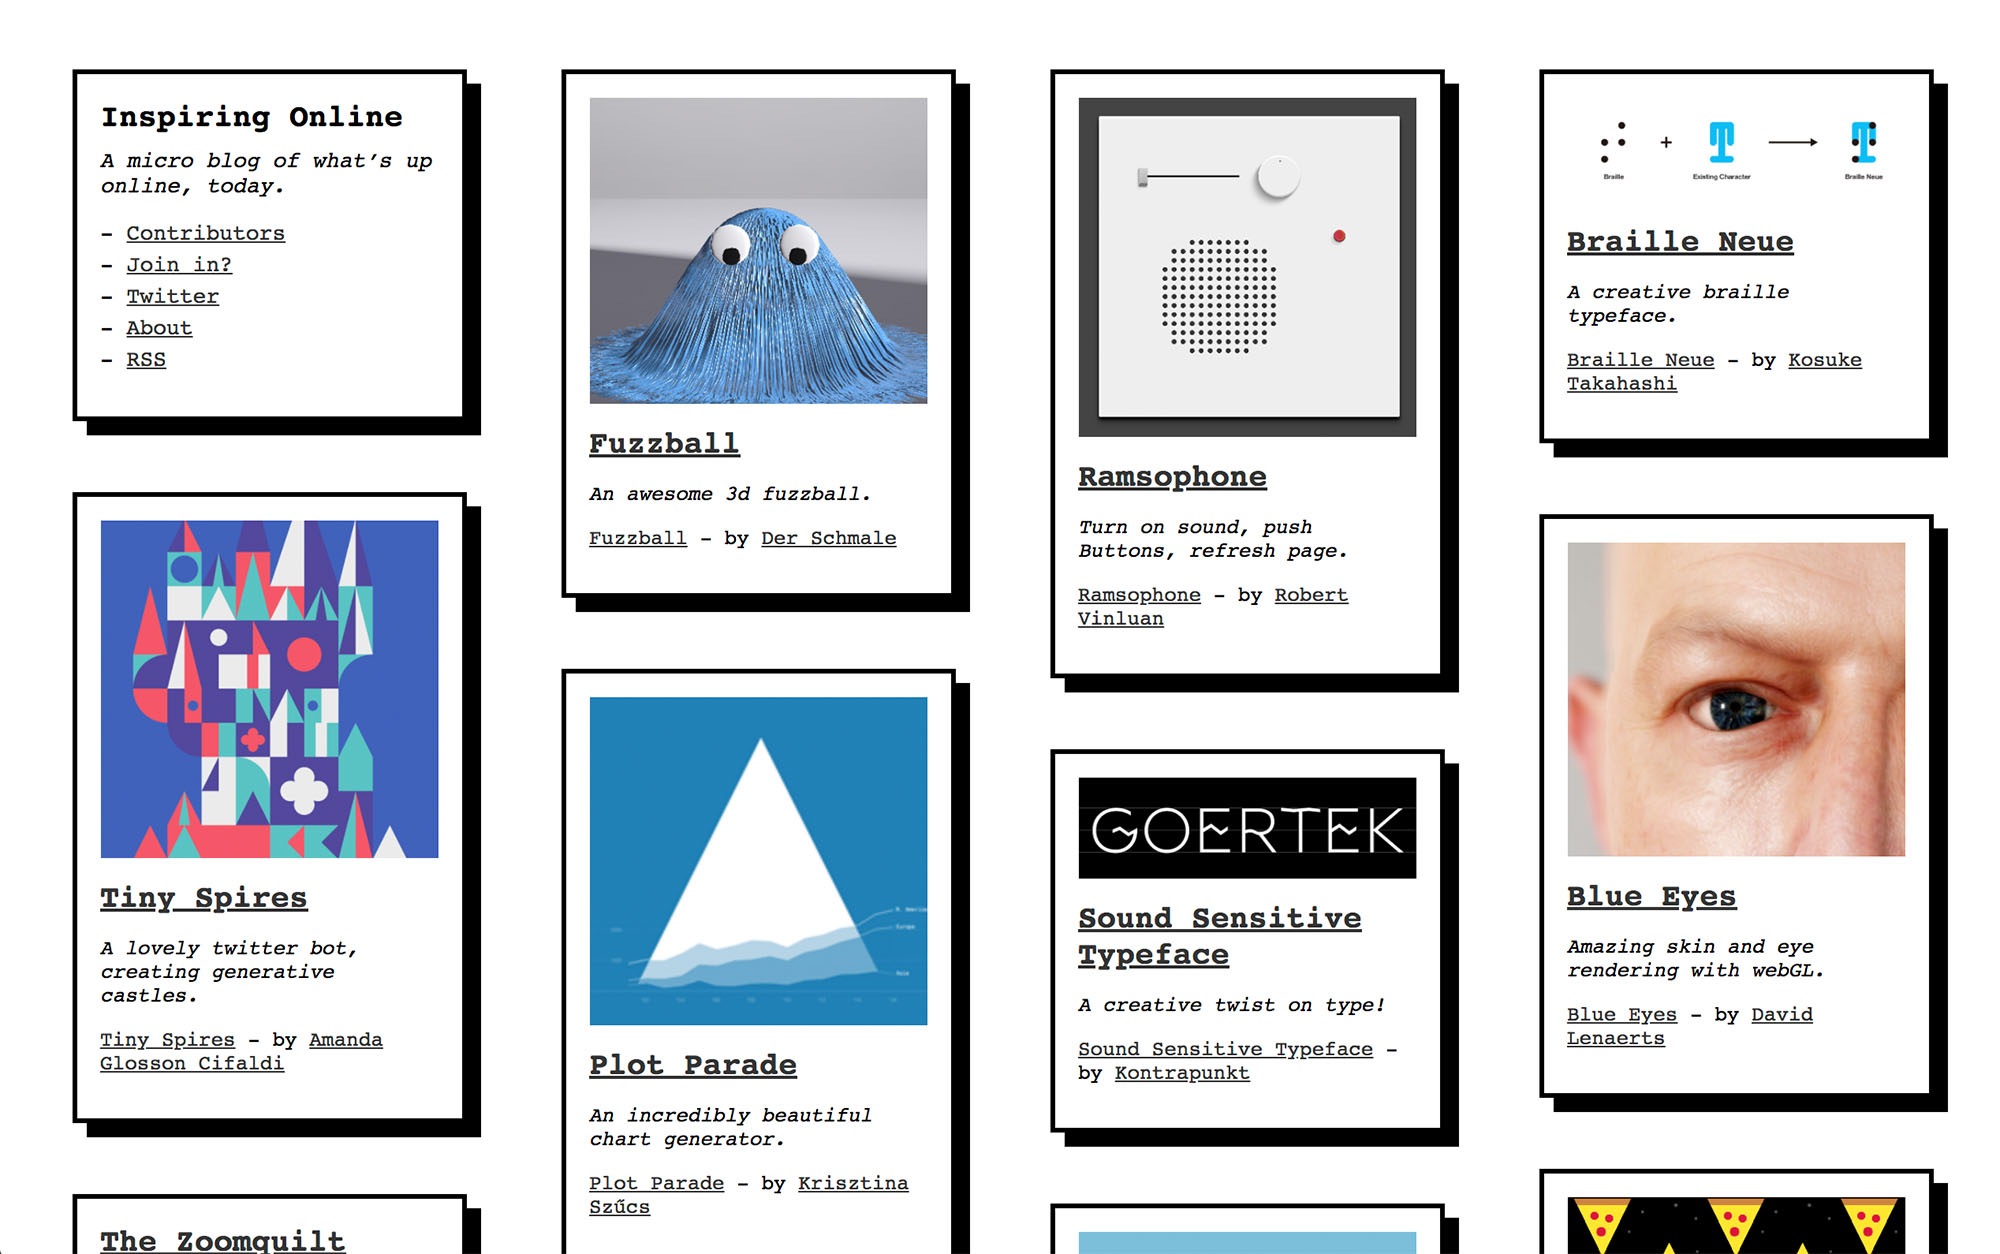 Inspiring Online
A micro blog of what's up
online, today.
– Contributors
– Join in?
– Twitter
– About
– RSS
Tiny Spires
A lovely twitter bot,
creating generative
castles.
Tiny Spires – by Amanda
Glosson Cifaldi
The Zoomquilt
Fuzzball
An awesome 3d fuzzball.
Fuzzball – by Der Schmale
Europe
Asia
Plot Parade
An incredibly beautiful
chart generator.
Plot Parade – by Krisztina
Szűcs
Ramsophone
Turn on sound, push
Buttons, refresh page.
Ramsophone – by Robert
Vinluan
GOERTEK
Sound Sensitive
Typeface
A creative twist on type!
Sound Sensitive Typeface –
by Kontrapunkt
+
Braille
Existing Character
Braille Neue
Braille Neue
A creative braille
typeface.
Braille Neue – by Kosuke
Takahashi
Blue Eyes
Amazing skin and eye
rendering with webGL.
Blue Eyes – by David
Lenaerts